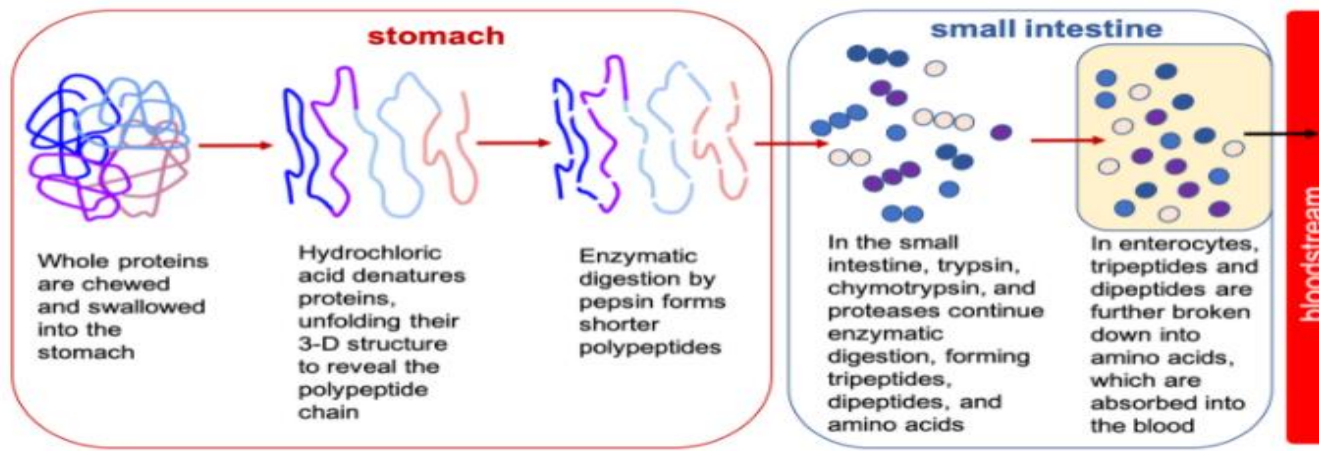 stomach
small intestine
Whole proteins
are chewed
and swallowed
into the
stomach
Hydrochloric
acid denatures
proteins,
unfolding their
3-D structure
to reveal the
polypeptide
chain
Enzymatic
digestion by
pepsin forms
shorter
polypeptides
In the small
intestine, trypsin,
chymotrypsin, and
proteases continue
enzymatic
digestion, forming
tripeptides,
dipeptides, and
amino acids
In enterocytes,
tripeptides and
dipeptides are
further broken
down into
amino acids,
which are
absorbed into
the blood
bloodstream